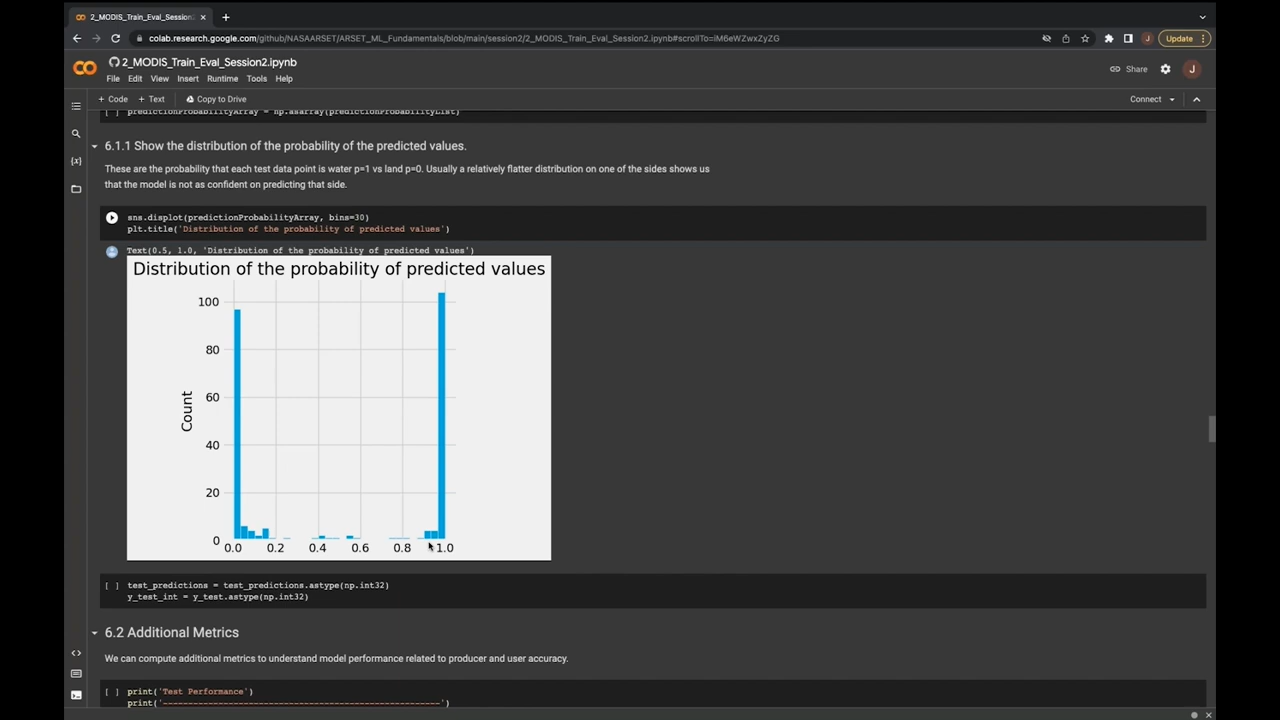 2_MODIS_Train_Eval_Session2
colab.research.google.com/github/NASAARSET/ARSET_ML_Fundamentals/blob/main/session2/2_MODIS_Train_Eval_Session2.ipynb#scrollTo=iM6eWZwxZyZG
J
Update
2_MODIS_Train_Eval_Session2.ipynb
Share
J
File Edit View Insert Runtime Tools Help
+ Code + Text Copy to Drive
Connect
[ ] predictionProbabilityArray = np.asarray(predictionProbabilityList)
6.1.1 Show the distribution of the probability of the predicted values.
These are the probability that each test data point is water p=1 vs land p=0. Usually a relatively flatter distribution on one of the sides shows us
that the model is not as confident on predicting that side.
sns.displot(predictionProbabilityArray, bins=30)
plt.title('Distribution of the probability of predicted values')
Text(0.5, 1.0, 'Distribution of the probability of predicted values')
Distribution of the probability of predicted values
100
80
60
40
20
0
Count
0.0 0.2 0.4 0.6 0.8 1.0
[ ] test_predictions = test_predictions.astype(np.int32)
y_test_int = y_test.astype(np.int32)
6.2 Additional Metrics
We can compute additional metrics to understand model performance related to producer and user accuracy.
[ ] print('Test Performance')
print('-------------------------------------------------------')